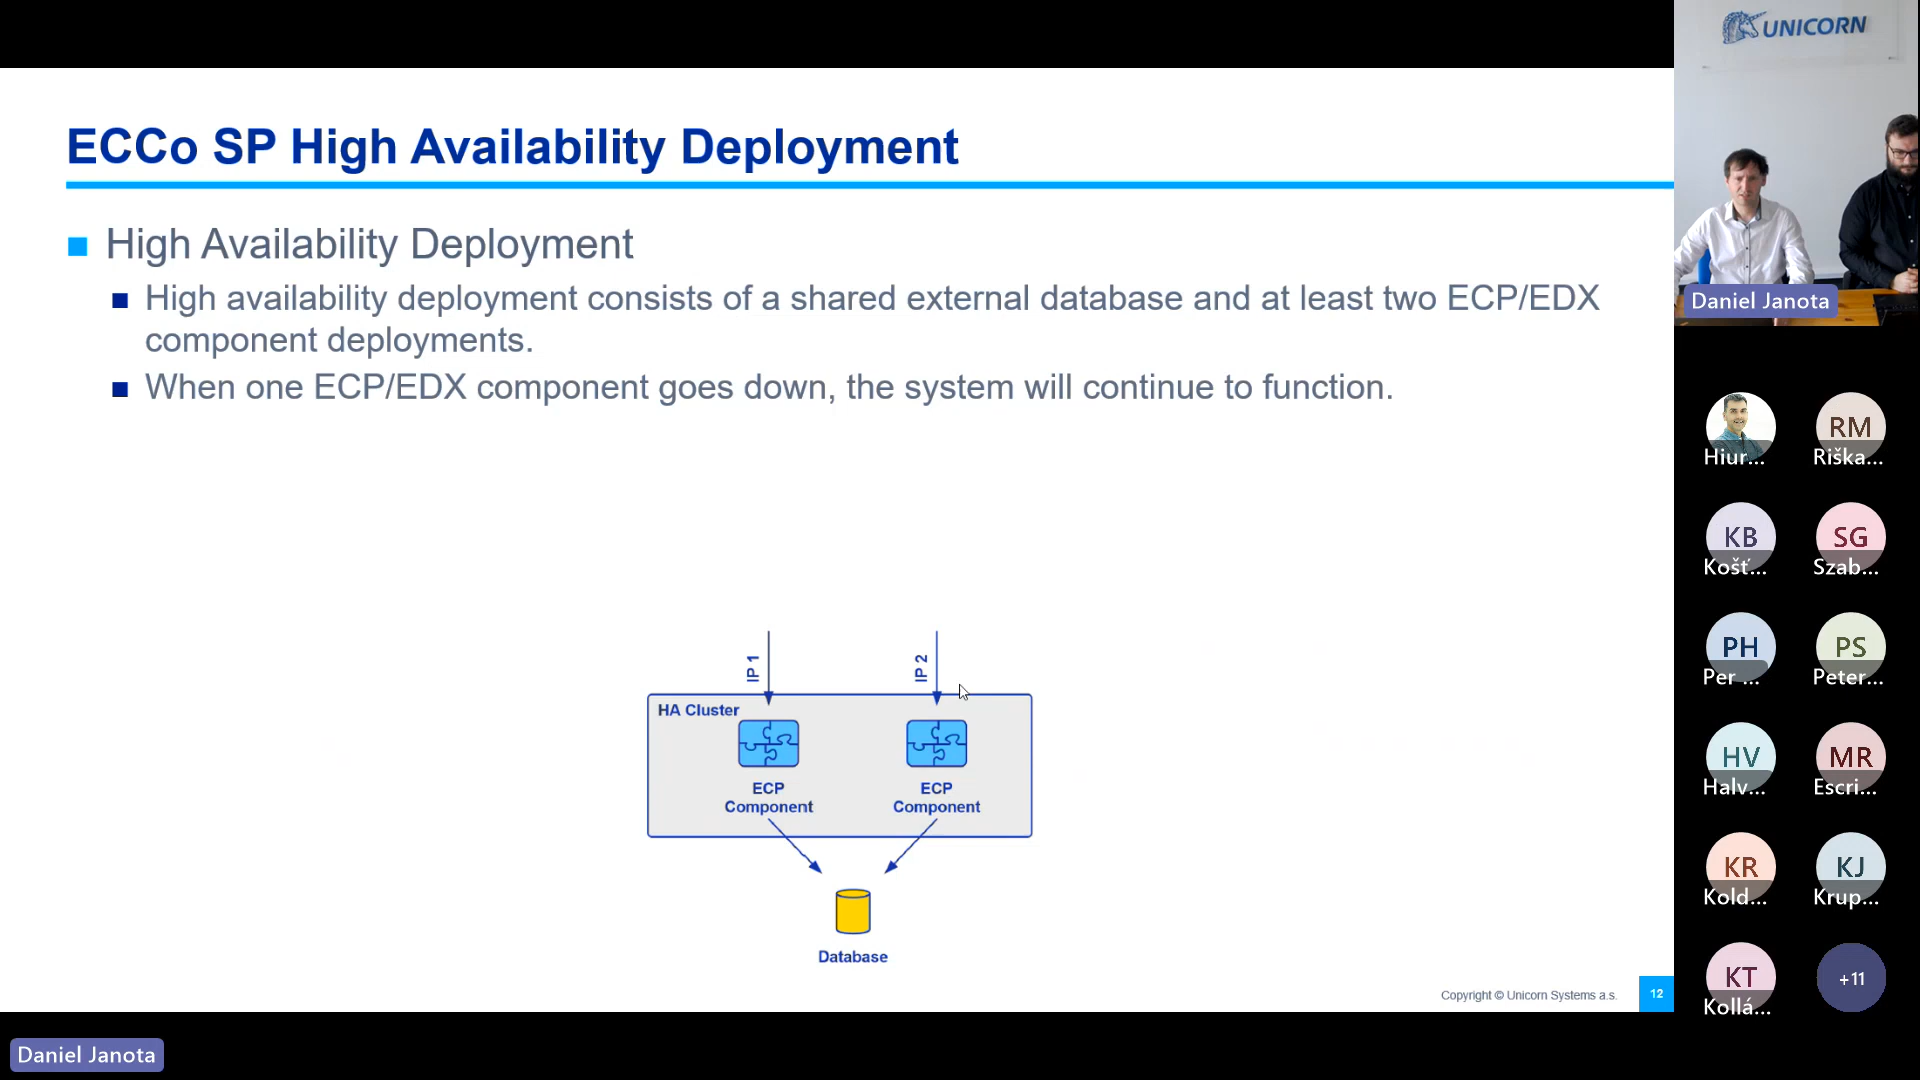 UNICORN
ECCo SP High Availability Deployment
High Availability Deployment
High availability deployment consists of a shared external database and at least two ECP/EDX
component deployments.
When one ECP/EDX component goes down, the system will continue to function.
IP 1
IP 2
HA Cluster
ECP
Component
ECP
Component
Database
Copyright © Unicorn Systems a.s.
12
Daniel Janota
Daniel Janota
Hiur...
RM
Riška...
KB
Košť...
SG
Szab...
PH
Per ...
PS
Peter...
HV
Halv...
MR
Escri...
KR
Kold...
KJ
Krup...
KT
Kollá...
+11